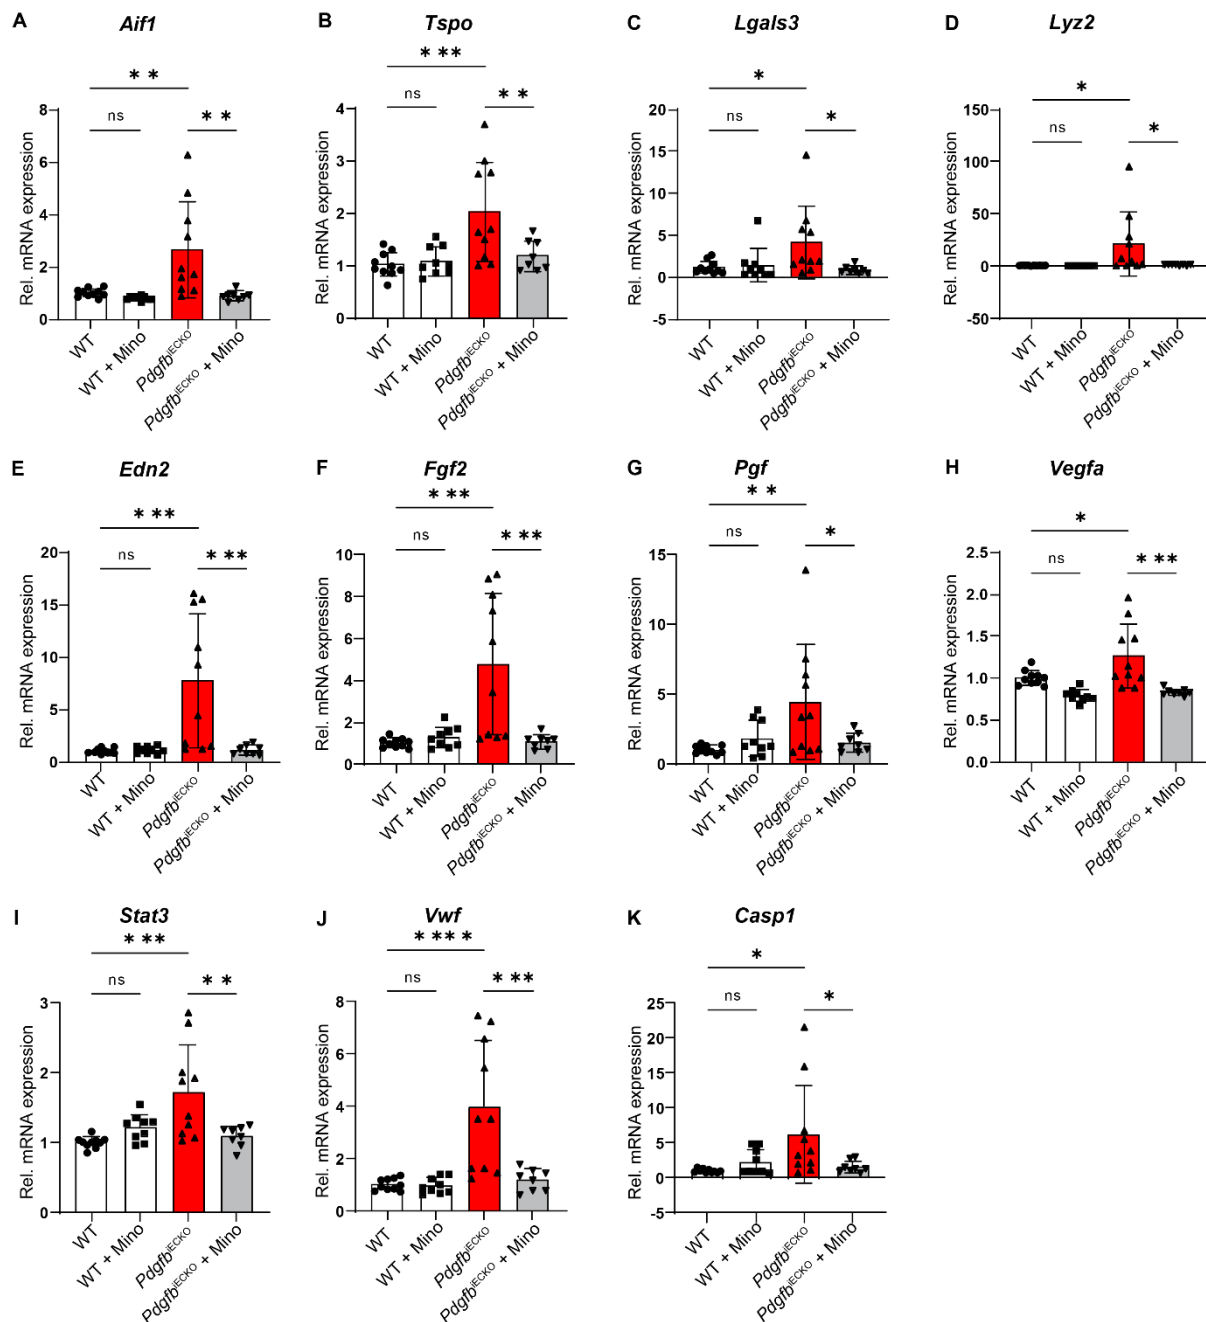 A
Aif1
* *
ns
* *
Rel. mRNA expression
8
6
4
2
0
WT
WT + Mino
PdgfbiECKO
PdgfbiECKO + Mino
B
Tspo
* **
ns
* *
Rel. mRNA expression
4
3
2
1
0
WT
WT + Mino
PdgfbiECKO
PdgfbiECKO + Mino
C
Lgals3
*
ns
*
Rel. mRNA expression
20
15
10
5
0
-5
WT
WT + Mino
PdgfbiECKO
PdgfbiECKO + Mino
D
Lyz2
*
ns
*
Rel. mRNA expression
150
100
50
0
-50
WT
WT + Mino
PdgfbiECKO
PdgfbiECKO + Mino
E
Edn2
* **
ns
* **
Rel. mRNA expression
20
15
10
5
0
WT
WT + Mino
PdgfbiECKO
PdgfbiECKO + Mino
F
Fgf2
* **
ns
* **
Rel. mRNA expression
10
8
6
4
2
0
WT
WT + Mino
PdgfbiECKO
PdgfbiECKO + Mino
G
Pgf
* *
ns
*
Rel. mRNA expression
15
10
5
0
WT
WT + Mino
PdgfbiECKO
PdgfbiECKO + Mino
H
Vegfa
*
ns
* **
Rel. mRNA expression
2.5
2.0
1.5
1.0
0.5
0.0
WT
WT + Mino
PdgfbiECKO
PdgfbiECKO + Mino
I
Stat3
* **
ns
* *
Rel. mRNA expression
3
2
1
0
WT
WT + Mino
PdgfbiECKO
PdgfbiECKO + Mino
J
Vwf
* ** *
ns
* **
Rel. mRNA expression
8
6
4
2
0
WT
WT + Mino
PdgfbiECKO
PdgfbiECKO + Mino
K
Casp1
*
ns
*
Rel. mRNA expression
25
20
15
10
5
0
-5
WT
WT + Mino
PdgfbiECKO
PdgfbiECKO + Mino